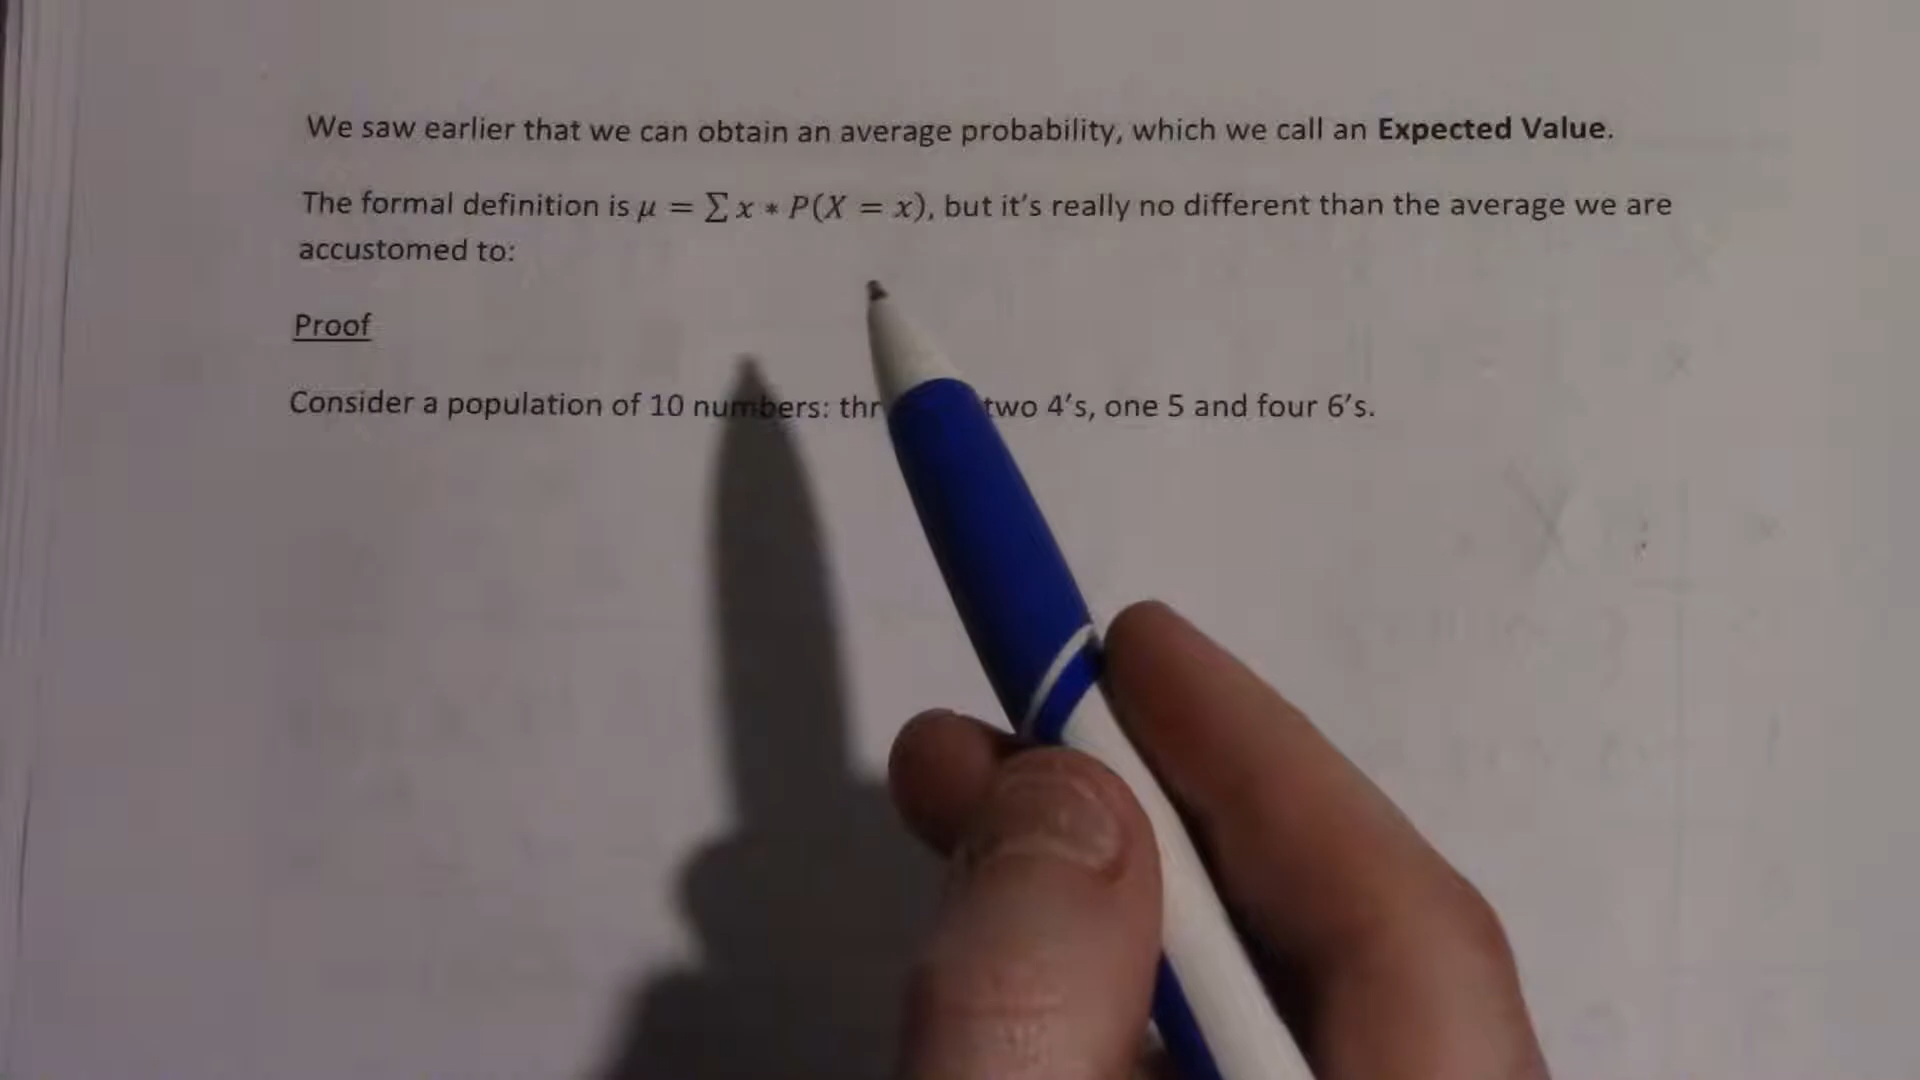 We saw earlier that we can obtain an average probability, which we call an Expected Value.
The formal definition is μ = ∑ x * P(X = x), but it's really no different than the average we are
accustomed to:
Proof
Consider a population of 10 numbers: two 4's, one 5 and four 6's.